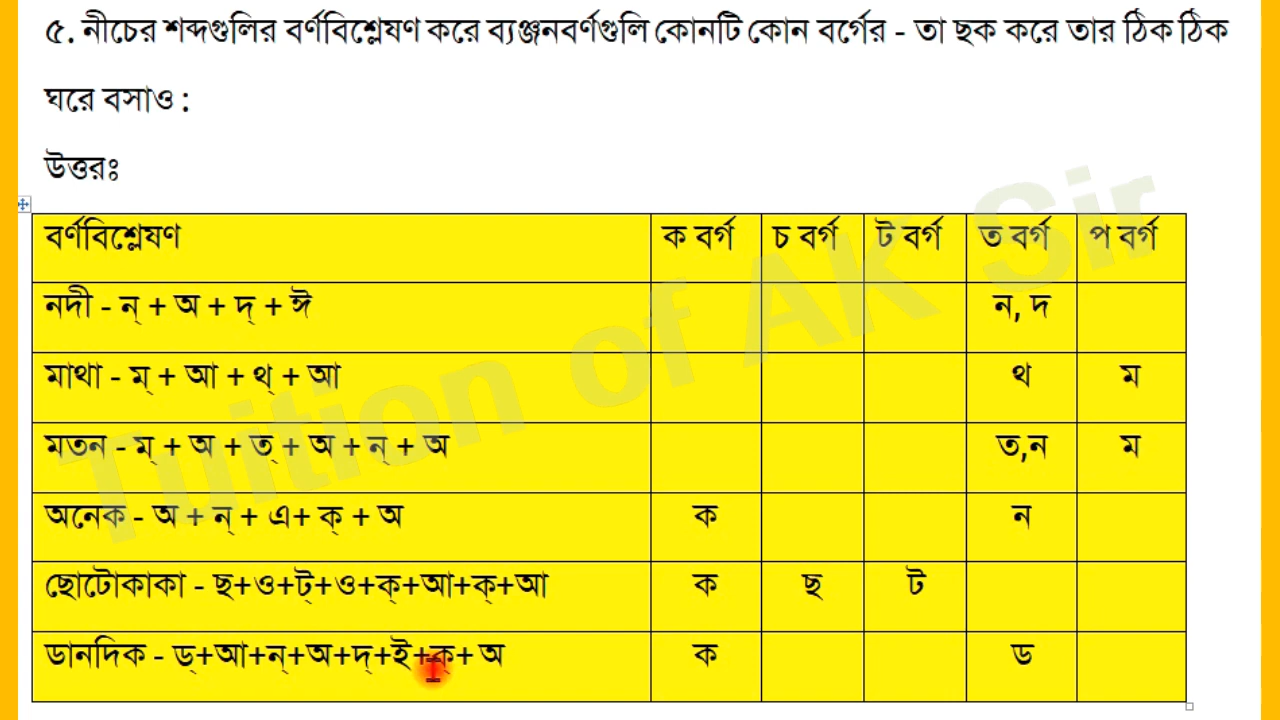 ৫. নীচের শব্দগুলির বর্ণবিশ্লেষণ করে ব্যঞ্জনবর্ণগুলি কোনটি কোন বর্গের - তা ছক করে তার ঠিক ঠিক
ঘরে বসাও :
উত্তরঃ
বর্ণবিশ্লেষণ ক বর্গ চ বর্গ ট বর্গ ত বর্গ প বর্গ
নদী - ন্ + অ + দ্ + ঈ ন, দ
মাথা - ম্ + আ + থ্ + আ থ ম
মতন - ম্ + অ + ত্ + অ + ন্ + অ ত,ন ম
অনেক - অ + ন্ + এ+ ক্ + অ ক ন
ছোটোকাকা - ছ+ও+ট্+ও+ক্+আ+ক্+আ ক ছ ট
ডানদিক - ড্+আ+ন্+অ+দ্+ই+ক্+ অ ক ড
Tuition of AK Sir